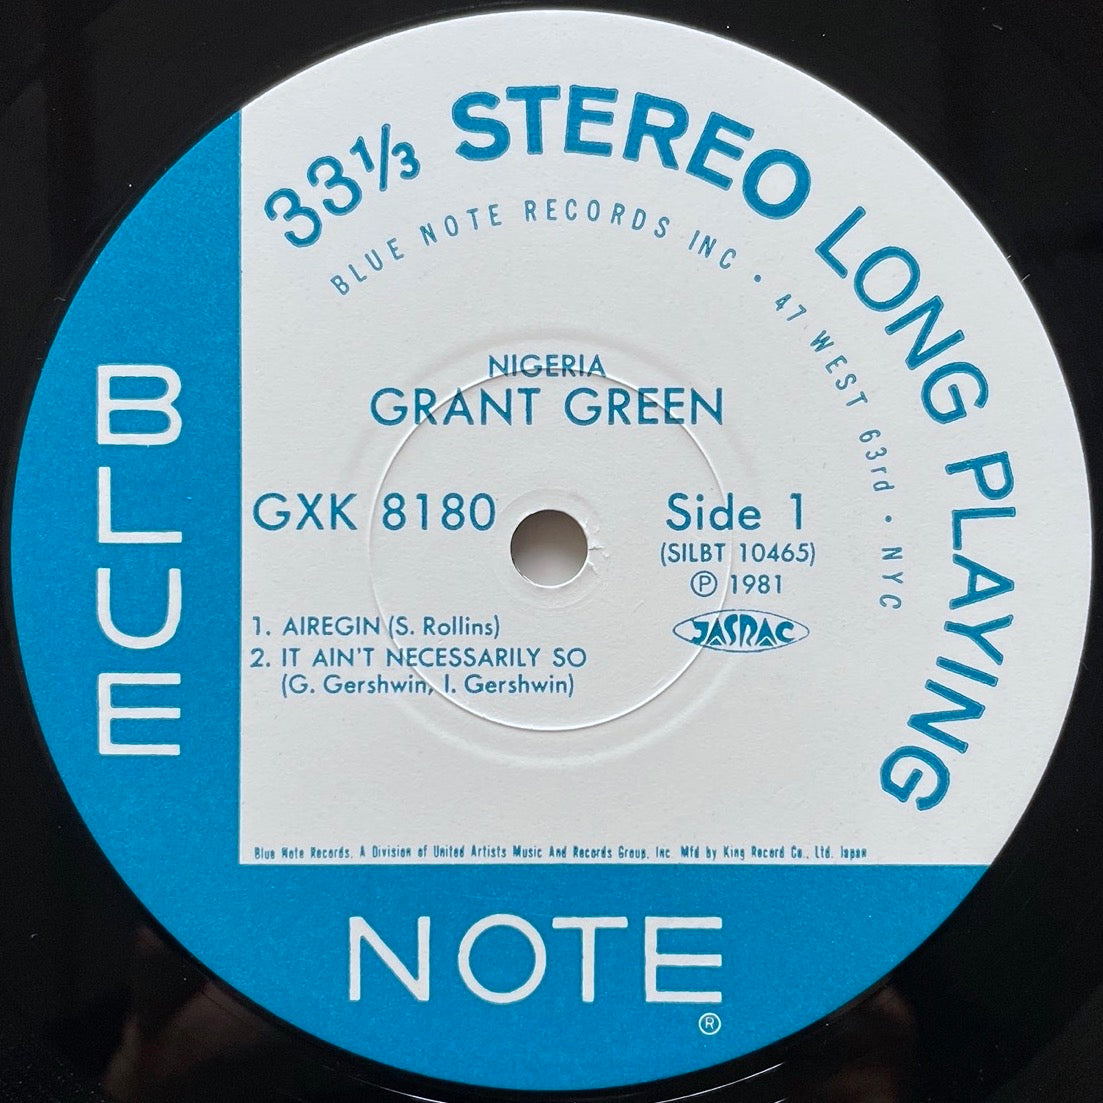 33⅓ STEREO LONG PLAYING
BLUE NOTE RECORDS INC • 47 WEST 63rd • NYC
NIGERIA
GRANT GREEN
GXK 8180
Side 1
(SILBT 10465)
Ⓟ 1981
JASRAC
1. AIREGIN (S. Rollins)
2. IT AIN'T NECESSARILY SO
(G. Gershwin, I. Gershwin)
Blue Note Records, A Division of United Artists Music And Records Group, Inc. Mfd by King Record Co., Ltd. Japan
BLUE
NOTE
®